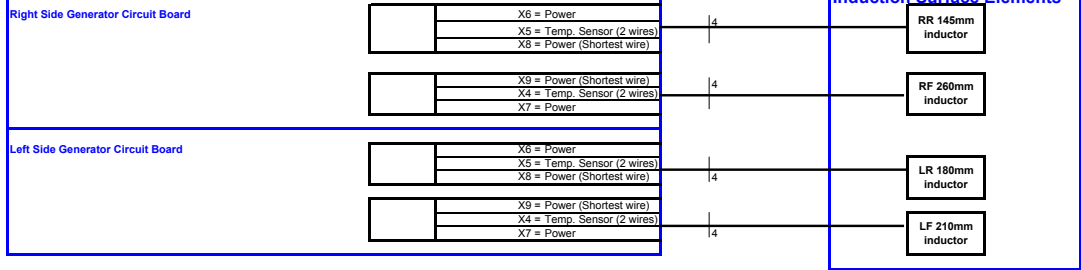 Induction Surface Elements
Right Side Generator Circuit Board
X6 = Power
X5 = Temp. Sensor (2 wires)
X8 = Power (Shortest wire)
4
RR 145mm
inductor
X9 = Power (Shortest wire)
X4 = Temp. Sensor (2 wires)
X7 = Power
4
RF 260mm
inductor
Left Side Generator Circuit Board
X6 = Power
X5 = Temp. Sensor (2 wires)
X8 = Power (Shortest wire)
4
LR 180mm
inductor
X9 = Power (Shortest wire)
X4 = Temp. Sensor (2 wires)
X7 = Power
4
LF 210mm
inductor